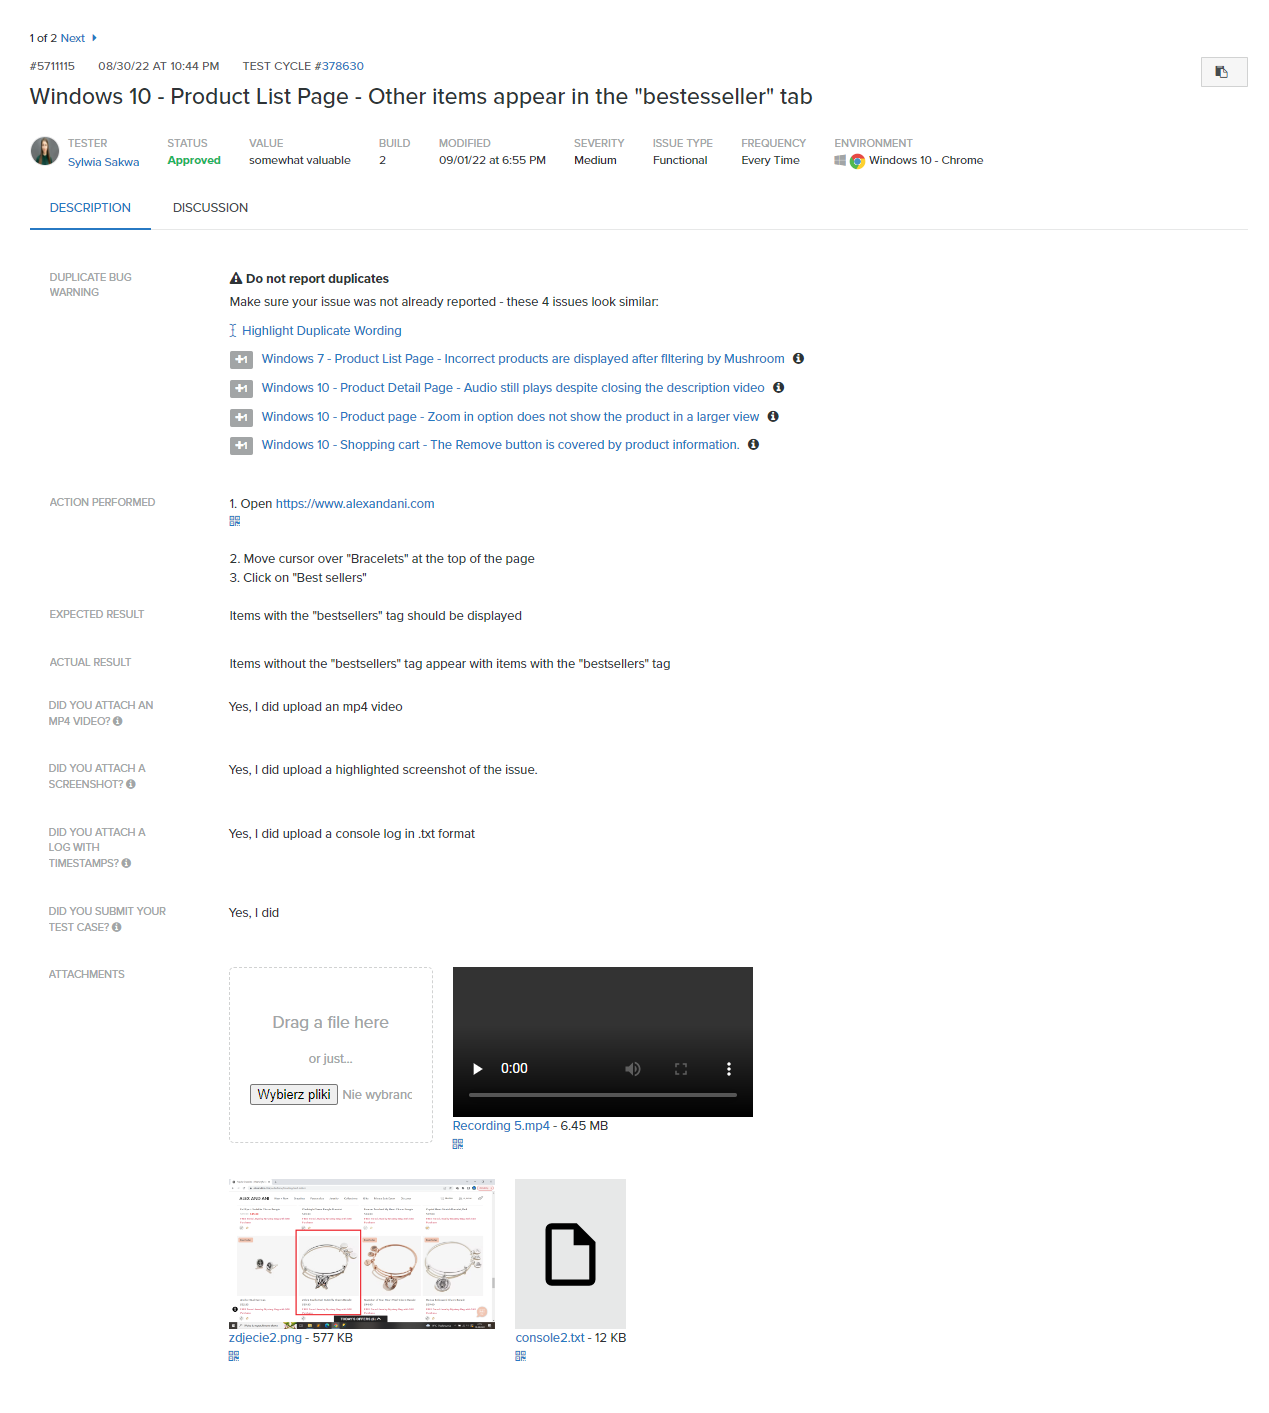 1 of 2 Next
#5711115 08/30/22 AT 10:44 PM TEST CYCLE #378630
Windows 10 - Product List Page - Other items appear in the "bestesseller" tab
TESTER STATUS VALUE BUILD MODIFIED SEVERITY ISSUE TYPE FREQUENCY ENVIRONMENT
Sylwia Sakwa Approved somewhat valuable 2 09/01/22 at 6:55 PM Medium Functional Every Time Windows 10 - Chrome
DESCRIPTION DISCUSSION
DUPLICATE BUG
WARNING
Do not report duplicates
Make sure your issue was not already reported - these 4 issues look similar:
Highlight Duplicate Wording
+1 Windows 7 - Product List Page - Incorrect products are displayed after flltering by Mushroom
+1 Windows 10 - Product Detail Page - Audio still plays despite closing the description video
+1 Windows 10 - Product page - Zoom in option does not show the product in a larger view
+1 Windows 10 - Shopping cart - The Remove button is covered by product information.
ACTION PERFORMED
1. Open https://www.alexandani.com
2. Move cursor over "Bracelets" at the top of the page
3. Click on "Best sellers"
EXPECTED RESULT
Items with the "bestsellers" tag should be displayed
ACTUAL RESULT
Items without the "bestsellers" tag appear with items with the "bestsellers" tag
DID YOU ATTACH AN
MP4 VIDEO?
Yes, I did upload an mp4 video
DID YOU ATTACH A
SCREENSHOT?
Yes, I did upload a highlighted screenshot of the issue.
DID YOU ATTACH A
LOG WITH
TIMESTAMPS?
Yes, I did upload a console log in .txt format
DID YOU SUBMIT YOUR
TEST CASE?
Yes, I did
ATTACHMENTS
Drag a file here
or just...
Wybierz pliki Nie wybranc
0:00
Recording 5.mp4 - 6.45 MB
ALEX AND ANI
zdjecie2.png - 577 KB
console2.txt - 12 KB